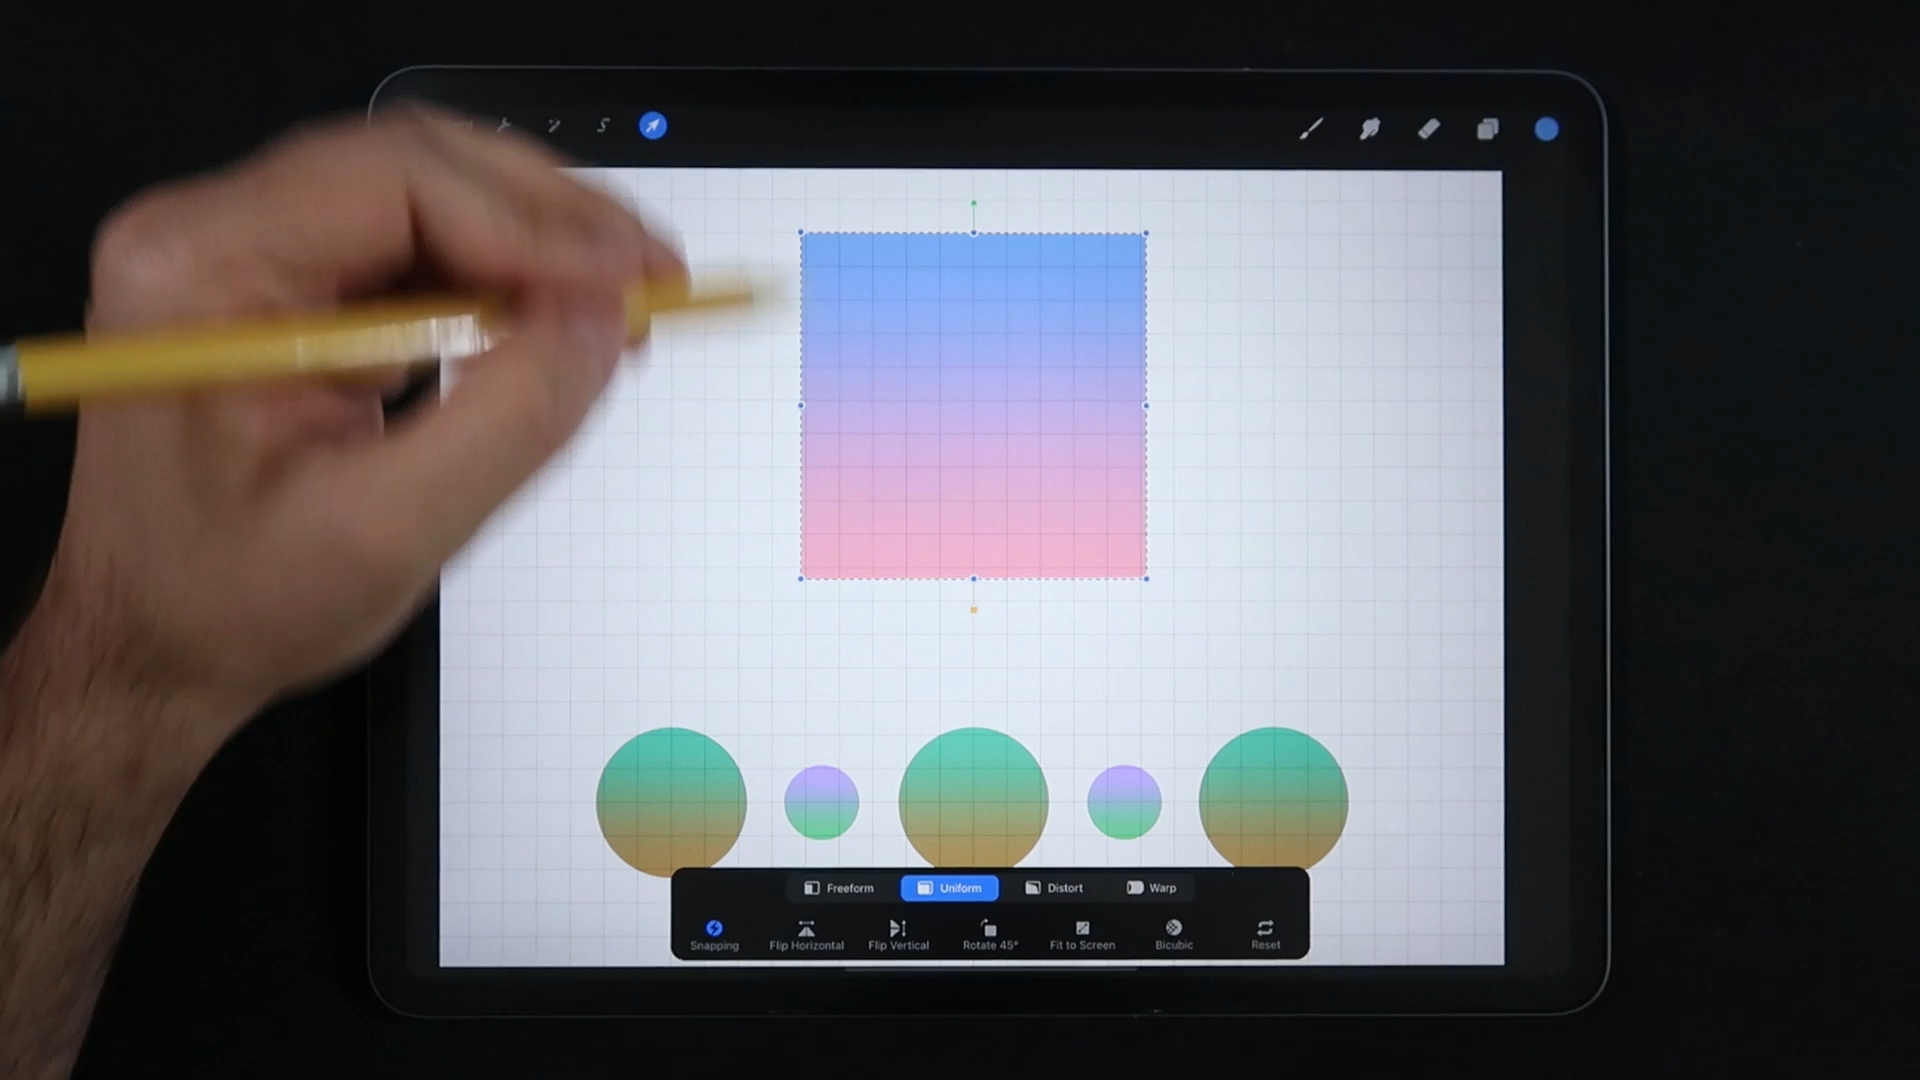 Freeform Uniform Distort Warp
Snapping Flip Horizontal Flip Vertical Rotate 45° Fit to Screen Bicubic Reset